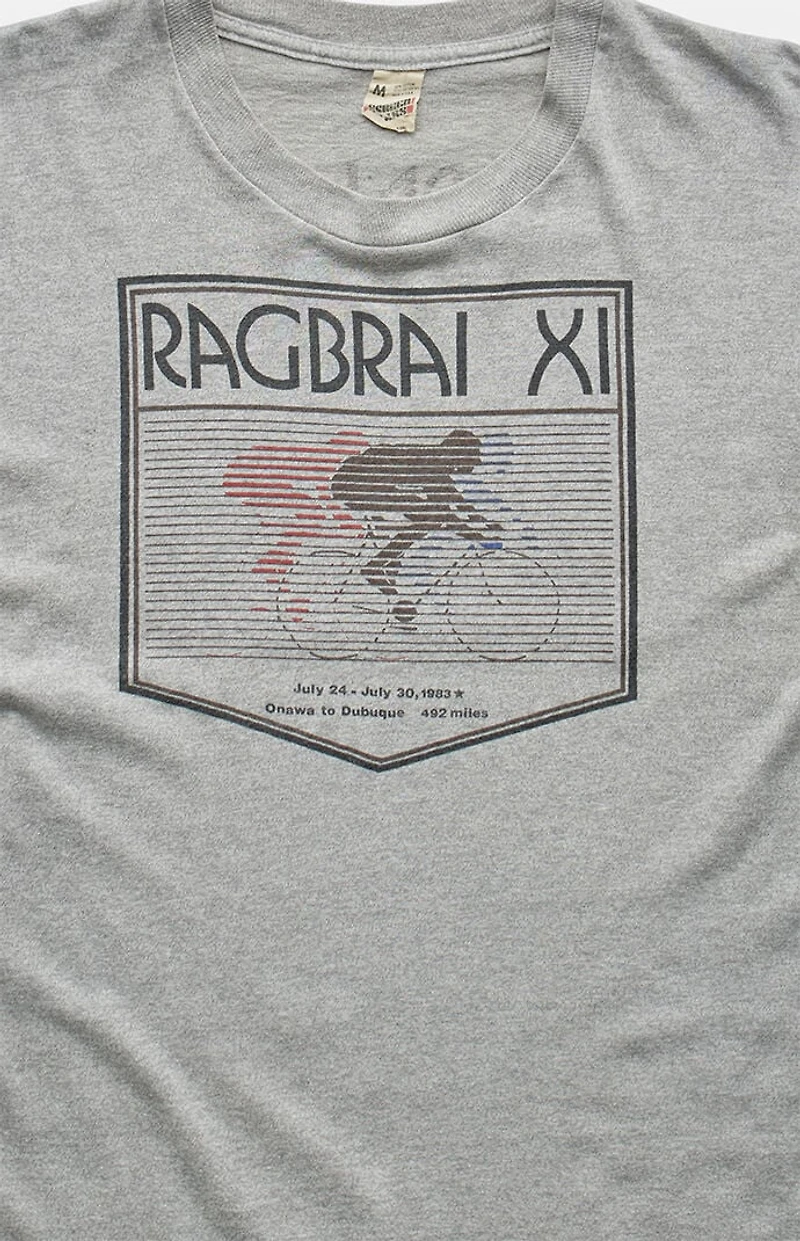 M
RAGBRAI XI
July 24 - July 30, 1983 ★
Onawa to Dubuque 492 miles